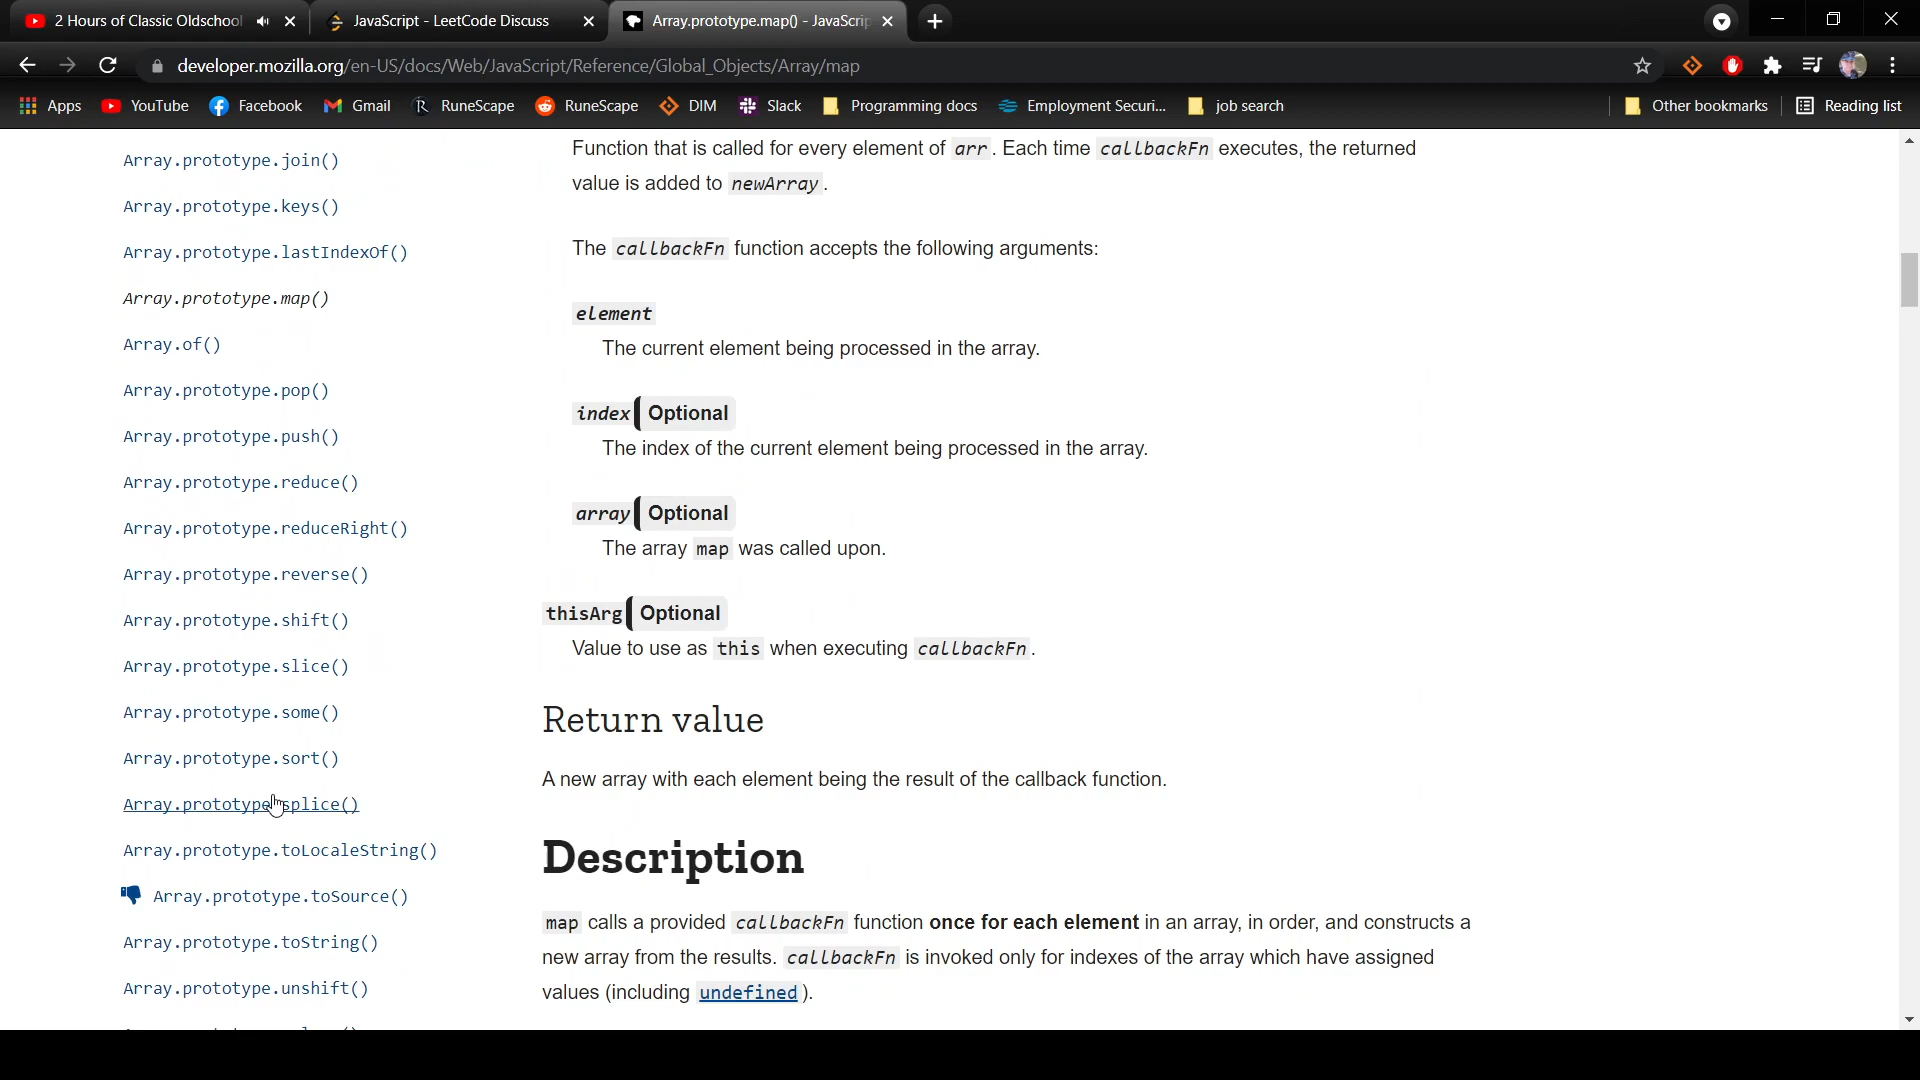 2 Hours of Classic Oldschool
JavaScript - LeetCode Discuss
Array.prototype.map() - JavaScrip
developer.mozilla.org/en-US/docs/Web/JavaScript/Reference/Global_Objects/Array/map
Apps YouTube Facebook Gmail RuneScape RuneScape DIM Slack Programming docs Employment Securi... job search Other bookmarks Reading list
Array.prototype.join()
Array.prototype.keys()
Array.prototype.lastIndexOf()
Array.prototype.map()
Array.of()
Array.prototype.pop()
Array.prototype.push()
Array.prototype.reduce()
Array.prototype.reduceRight()
Array.prototype.reverse()
Array.prototype.shift()
Array.prototype.slice()
Array.prototype.some()
Array.prototype.sort()
Array.prototype.splice()
Array.prototype.toLocaleString()
Array.prototype.toSource()
Array.prototype.toString()
Array.prototype.unshift()
Function that is called for every element of arr. Each time callbackFn executes, the returned
value is added to newArray.
The callbackFn function accepts the following arguments:
element
The current element being processed in the array.
index Optional
The index of the current element being processed in the array.
array Optional
The array map was called upon.
thisArg Optional
Value to use as this when executing callbackFn.
Return value
A new array with each element being the result of the callback function.
Description
map calls a provided callbackFn function once for each element in an array, in order, and constructs a
new array from the results. callbackFn is invoked only for indexes of the array which have assigned
values (including undefined).